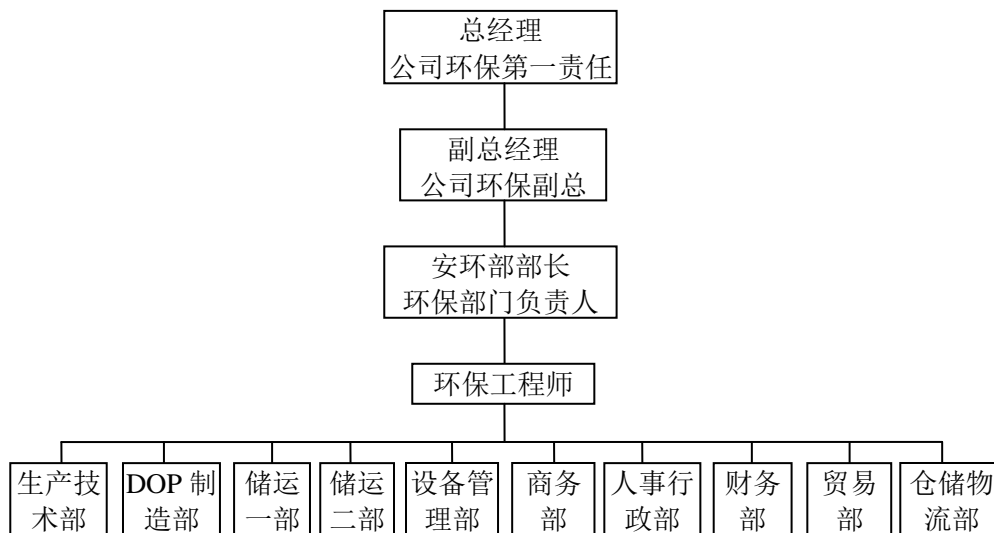 总经理
公司环保第一责任
副总经理
公司环保副总
安环部部长
环保部门负责人
环保工程师
生产技
术部
DOP 制
造部
储运
一部
储运
二部
设备管
理部
商务
部
人事行
政部
财务
部
贸易
部
仓储物
流部